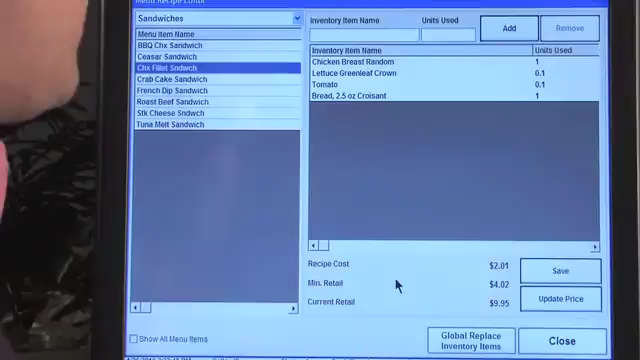 Menu Recipe Editor
Sandwiches
Inventory Item Name
Units Used
Add
Remove
Menu Item Name
BBQ Chx Sandwich
Ceasar Sandwich
Chx Fillet Sndwch
Crab Cake Sandwich
French Dip Sandwich
Roast Beef Sandwich
Stk Cheese Sndwch
Tuna Melt Sandwich
Inventory Item Name Units Used
Chicken Breast Random 1
Lettuce Greenleaf Crown 0.1
Tomato 0.1
Bread, 2.5 oz Croisant 1
Recipe Cost $2.01
Min. Retail $4.02
Current Retail $9.95
Save
Update Price
Show All Menu Items
Global Replace
Inventory Items
Close